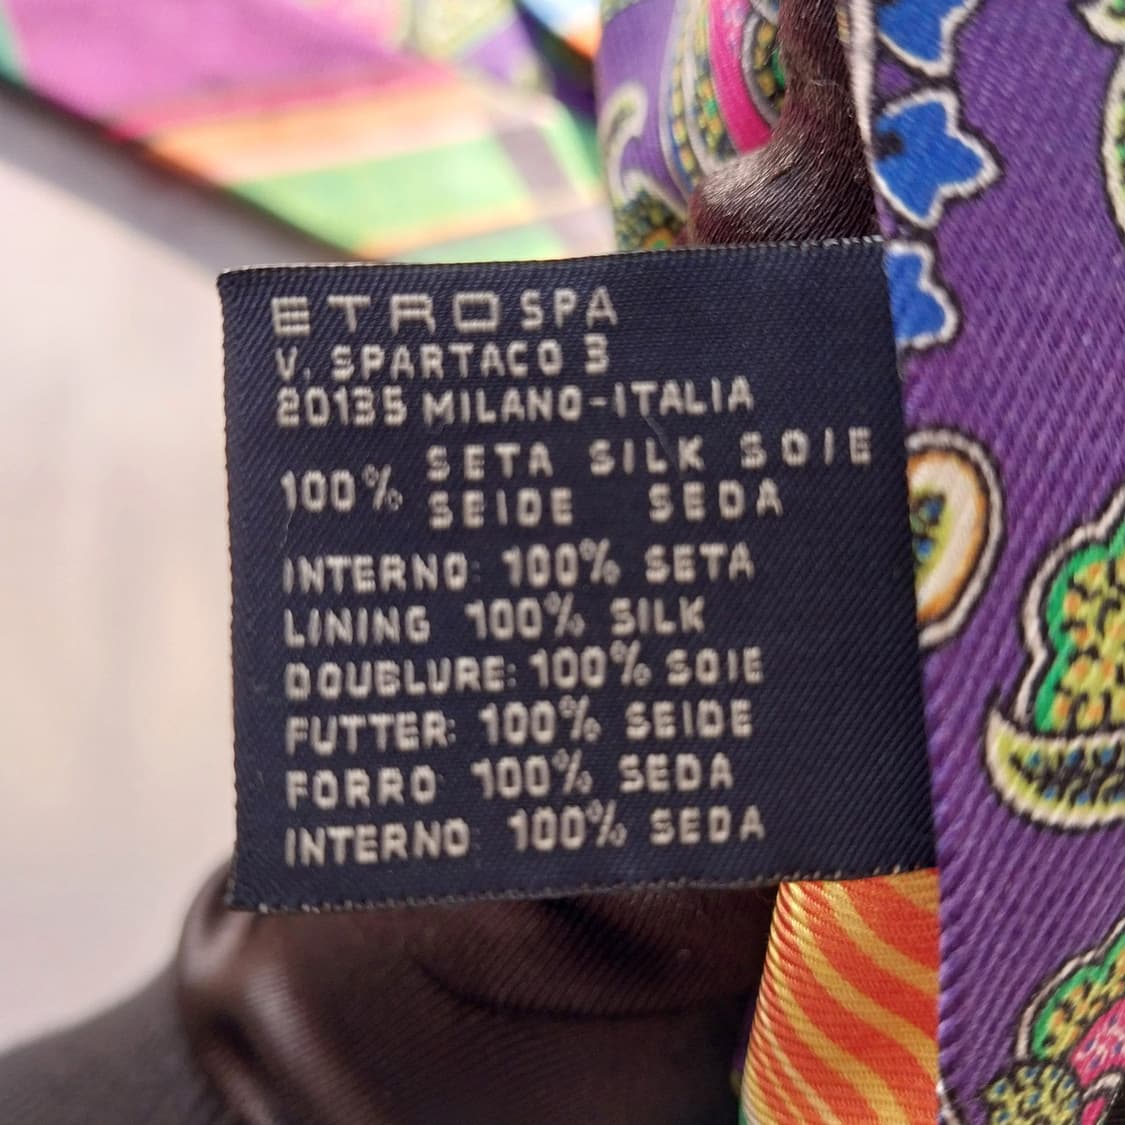 ETRO SPA
V. SPARTACO 3
20135 MILANO-ITALIA
100% SETA SILK SOIE
SEIDE SEDA
INTERNO: 100% SETA
LINING 100% SILK
DOUBLURE: 100% SOIE
FUTTER: 100% SEIDE
FORRO 100% SEDA
INTERNO 100% SEDA